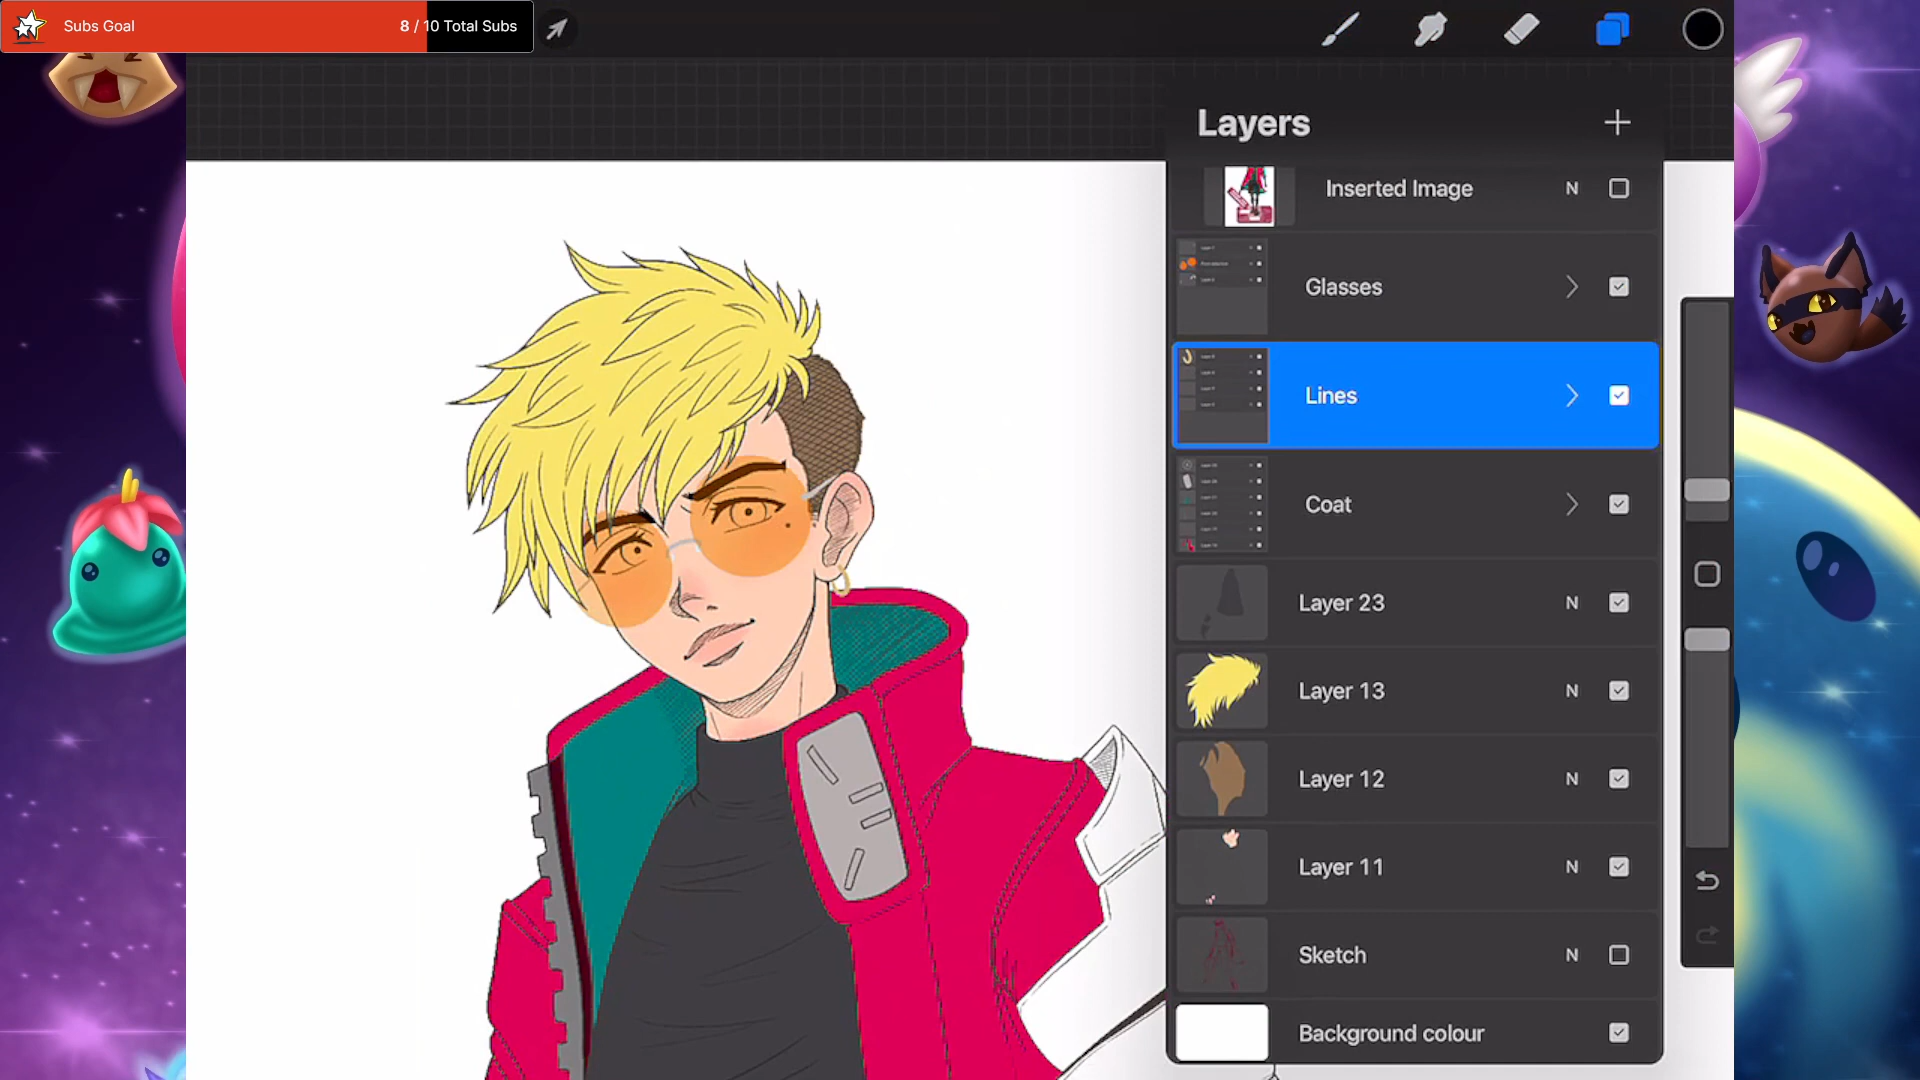 Subs Goal 8 / 10 Total Subs
Layers
Inserted Image N
Glasses
Lines
Coat
Layer 23 N
Layer 13 N
Layer 12 N
Layer 11 N
Sketch N
Background colour